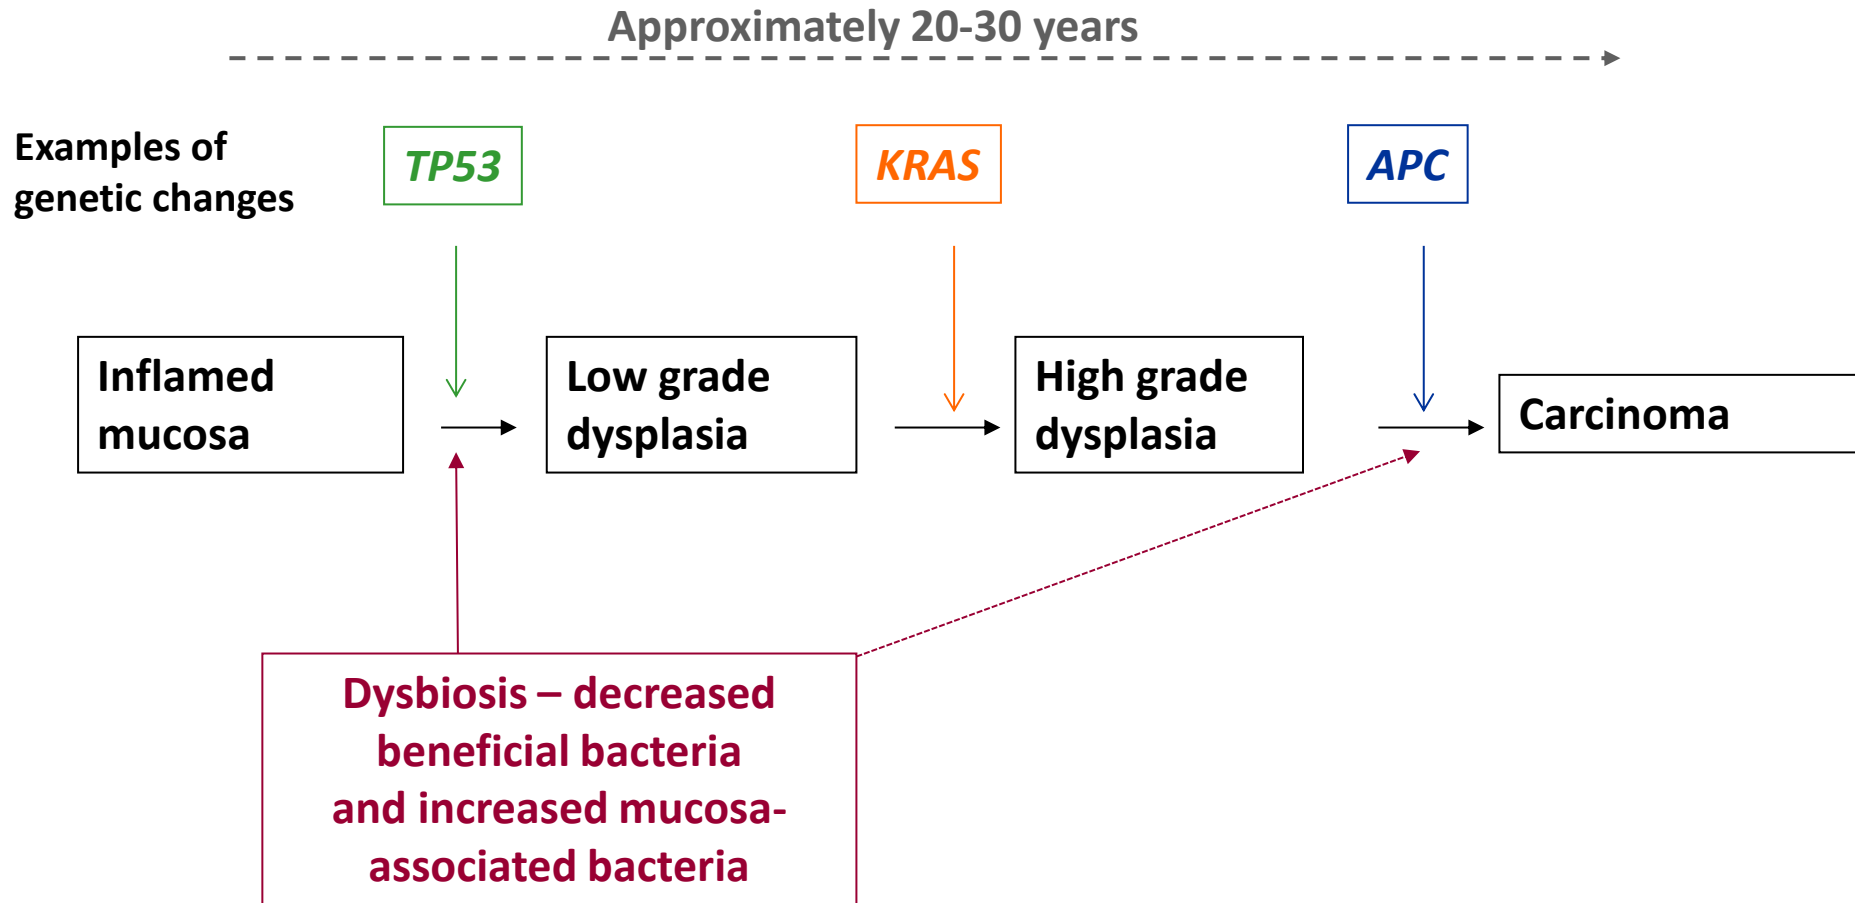 Approximately 20-30 years
Examples of
genetic changes
TP53
KRAS
APC
Inflamed
mucosa
Low grade
dysplasia
High grade
dysplasia
Carcinoma
Dysbiosis – decreased
beneficial bacteria
and increased mucosa-
associated bacteria